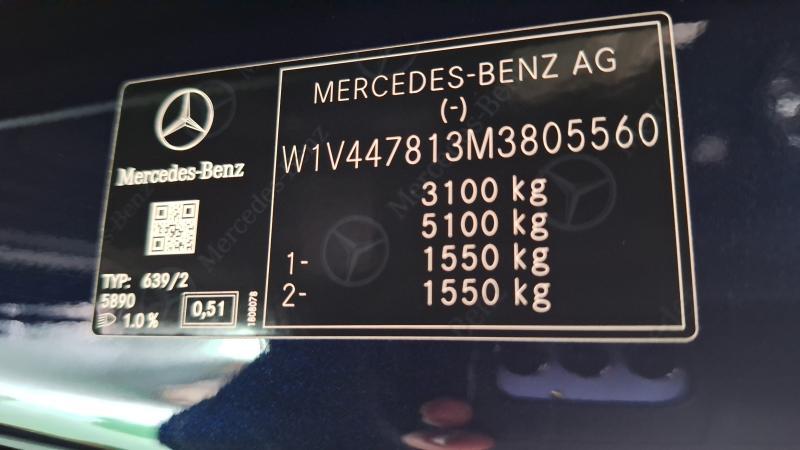 Mercedes-Benz
TYP: 639/2
5890
1.0 %
0,51
1808078
MERCEDES-BENZ AG
(-)
W1V447813M3805560
3100 kg
5100 kg
1- 1550 kg
2- 1550 kg